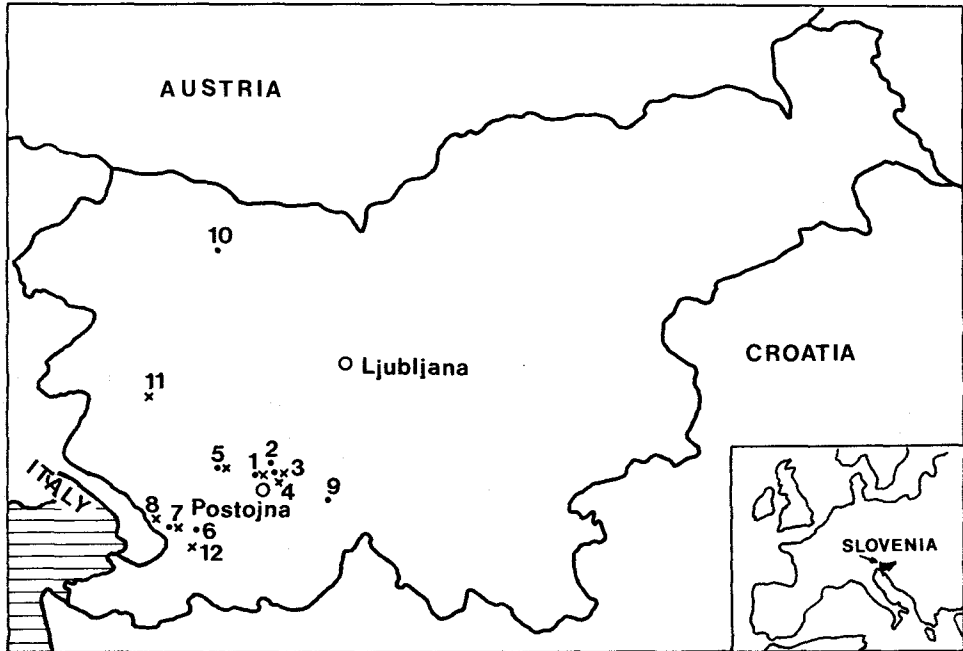 AUSTRIA
10
Ljubljana
CROATIA
11
5
1
2
3
4
9
ITALY
Postojna
8
7
6
12
SLOVENIA